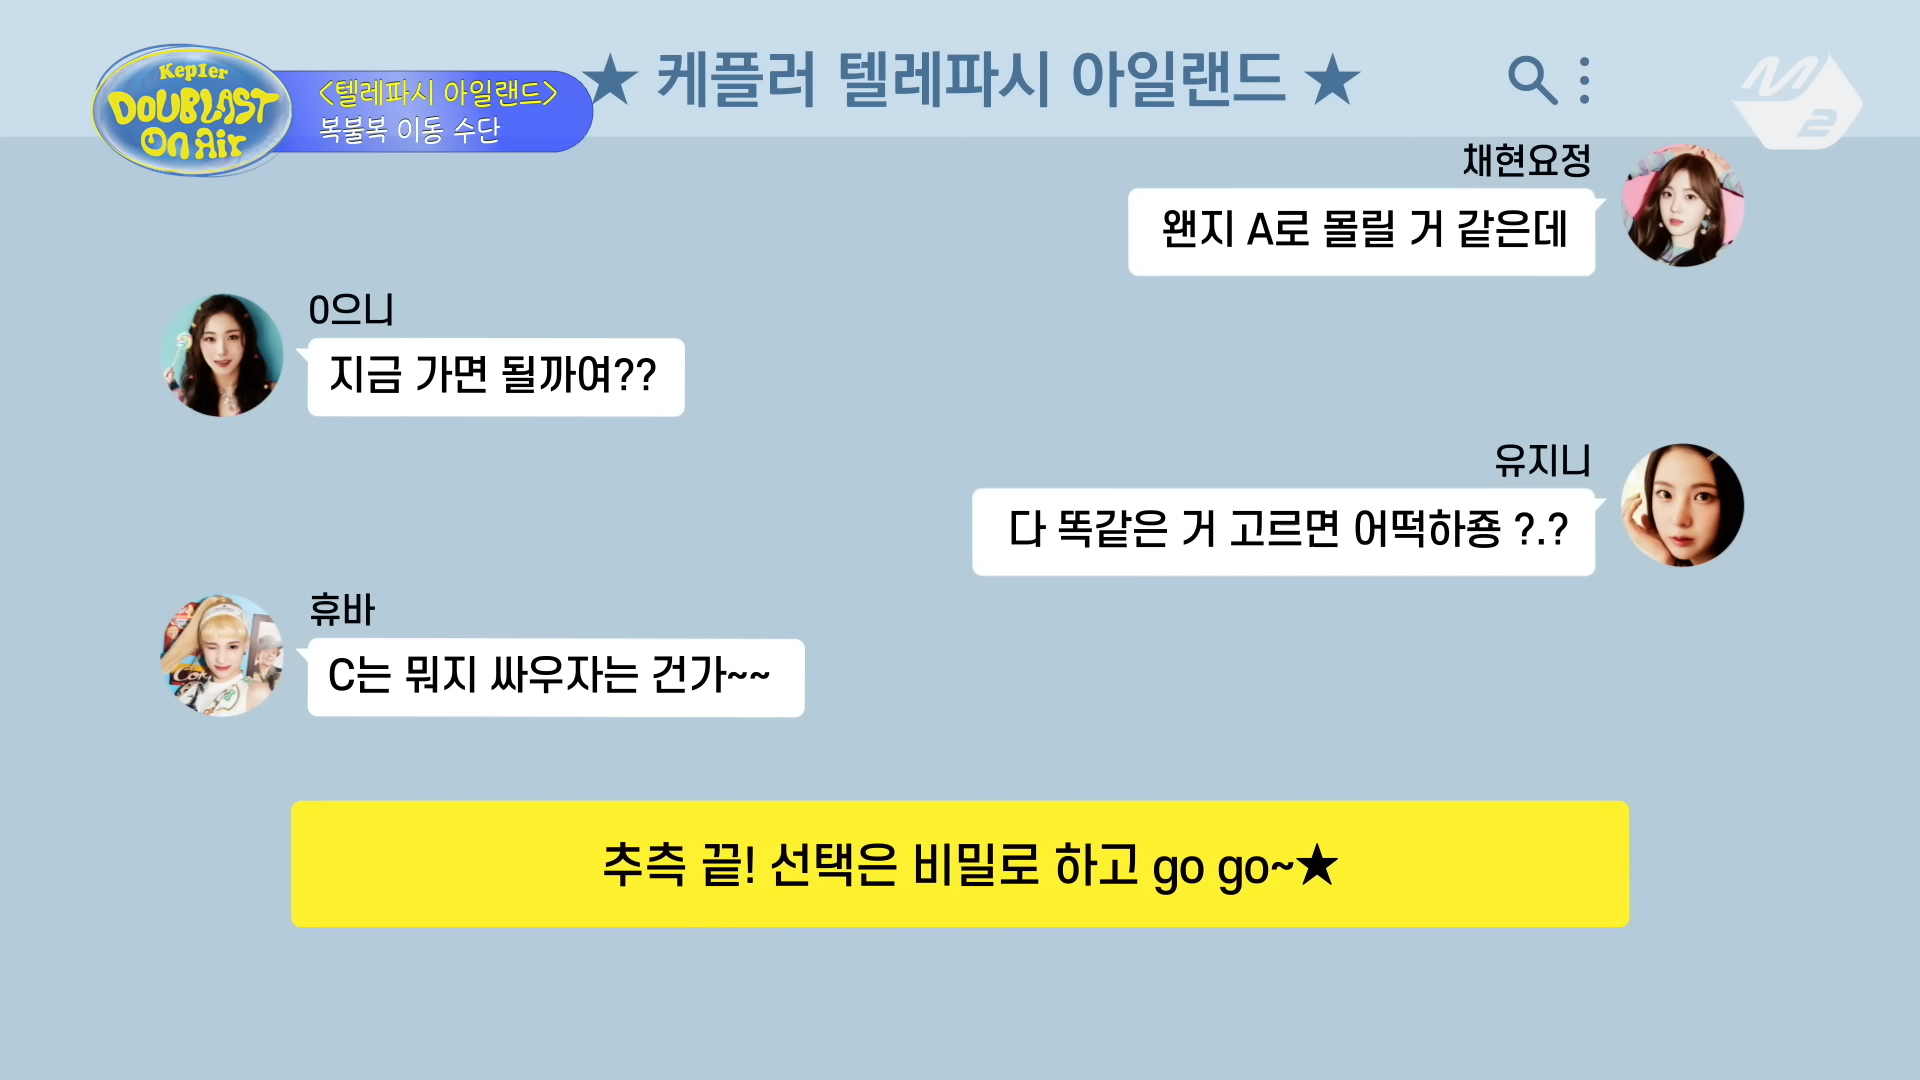 Kep1er
DOUBLAST
On Air
<텔레파시 아일랜드>
복불복 이동 수단
★ 케플러 텔레파시 아일랜드 ★
M2
채현요정
왠지 A로 몰릴 거 같은데
0으니
지금 가면 될까여??
유지니
다 똑같은 거 고르면 어떡하죵 ?.?
휴바
C는 뭐지 싸우자는 건가~~
추측 끝! 선택은 비밀로 하고 go go~★